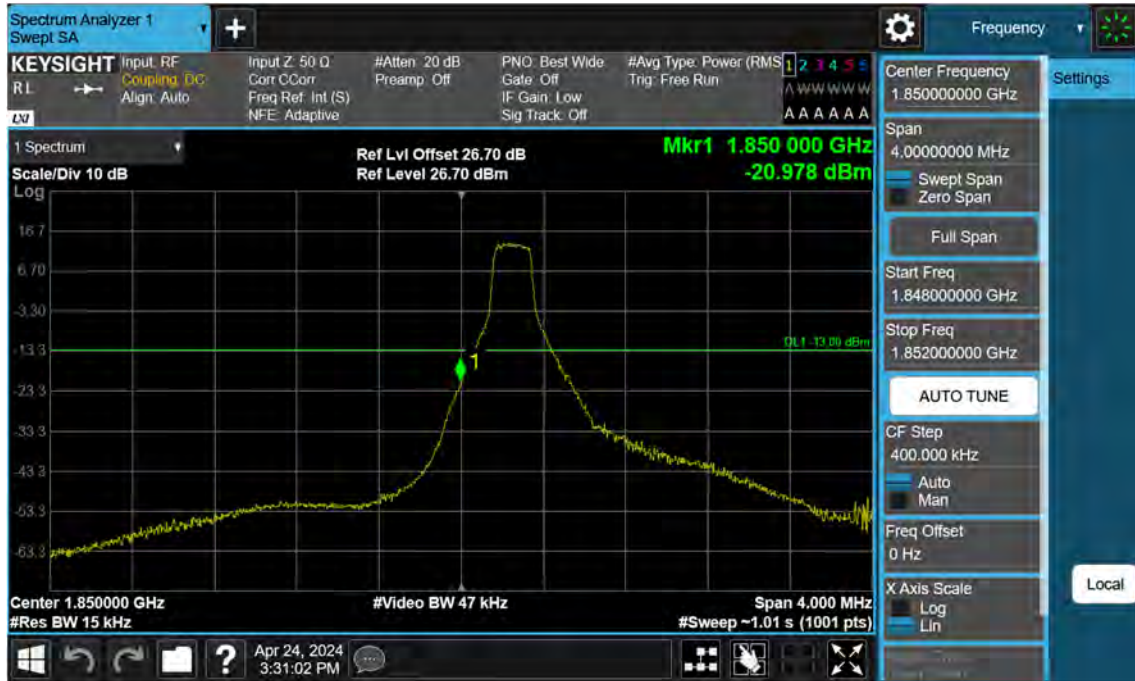 Spectrum Analyzer 1
Swept SA
Frequency
KEYSIGHT
RL
LXI
Input: RF
Coupling: DC
Align: Auto
Input Z: 50 Ω
Corr CCorr
Freq Ref: Int (S)
NFE: Adaptive
#Atten: 20 dB
Preamp: Off
PNO: Best Wide
Gate: Off
IF Gain: Low
Sig Track: Off
#Avg Type: Power (RMS
Trig: Free Run
1 2 3 4 5 6
A W W W W W
A A A A A A
1 Spectrum
Scale/Div 10 dB
Log
Ref Lvl Offset 26.70 dB
Ref Level 26.70 dBm
Mkr1 1.850 000 GHz
-20.978 dBm
16.7
6.70
-3.30
-13.3
-23.3
-33.3
-43.3
-53.3
-63.3
DL1 -13.00 dBm
1
Center 1.850000 GHz
#Res BW 15 kHz
#Video BW 47 kHz
Span 4.000 MHz
#Sweep ~1.01 s (1001 pts)
Apr 24, 2024
3:31:02 PM
Center Frequency
1.850000000 GHz
Span
4.00000000 MHz
Swept Span
Zero Span
Full Span
Start Freq
1.848000000 GHz
Stop Freq
1.852000000 GHz
AUTO TUNE
CF Step
400.000 kHz
Auto
Man
Freq Offset
0 Hz
X Axis Scale
Log
Lin
Settings
Local